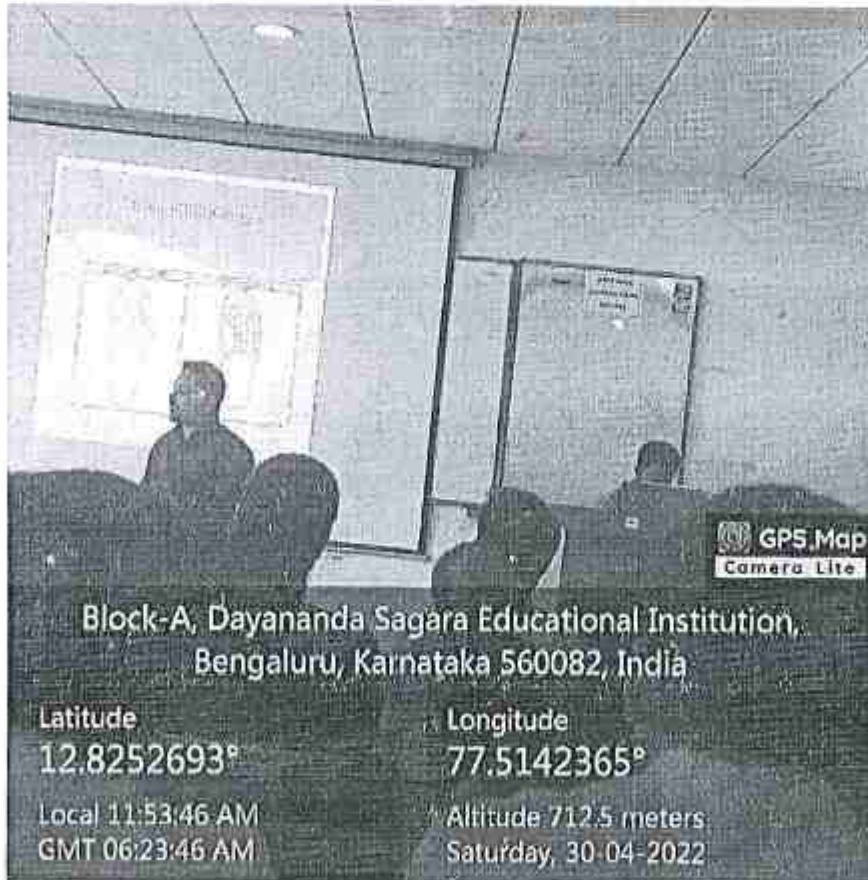 GPS Map
Camera Lite
Block-A, Dayananda Sagara Educational Institution,
Bengaluru, Karnataka 560082, India
Latitude
12.8252693°
Longitude
77.5142365°
Local 11:53:46 AM
GMT 06:23:46 AM
Altitude 712.5 meters
Saturday, 30-04-2022